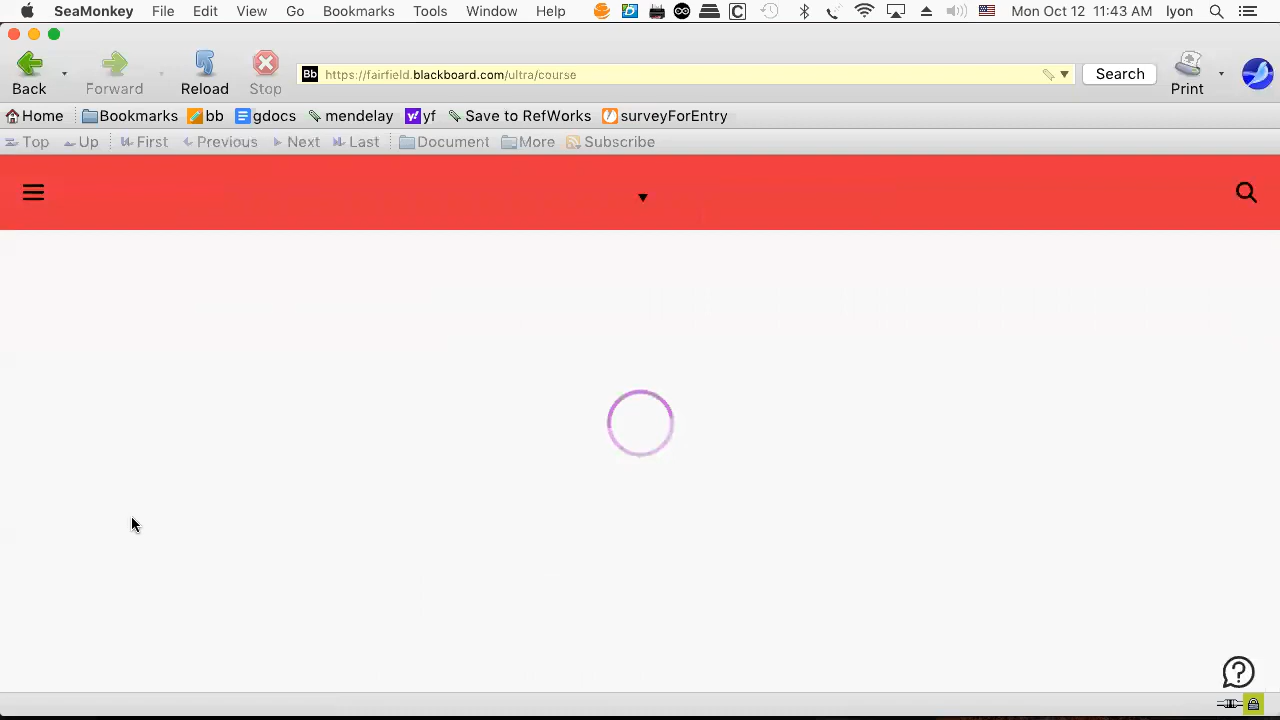 SeaMonkey File Edit View Go Bookmarks Tools Window Help Mon Oct 12 11:43 AM lyon
Back Forward Reload Stop Bb https://fairfield.blackboard.com/ultra/course Search Print
Home Bookmarks bb gdocs mendelay y! yf Save to RefWorks surveyForEntry
Top Up First Previous Next Last Document More Subscribe